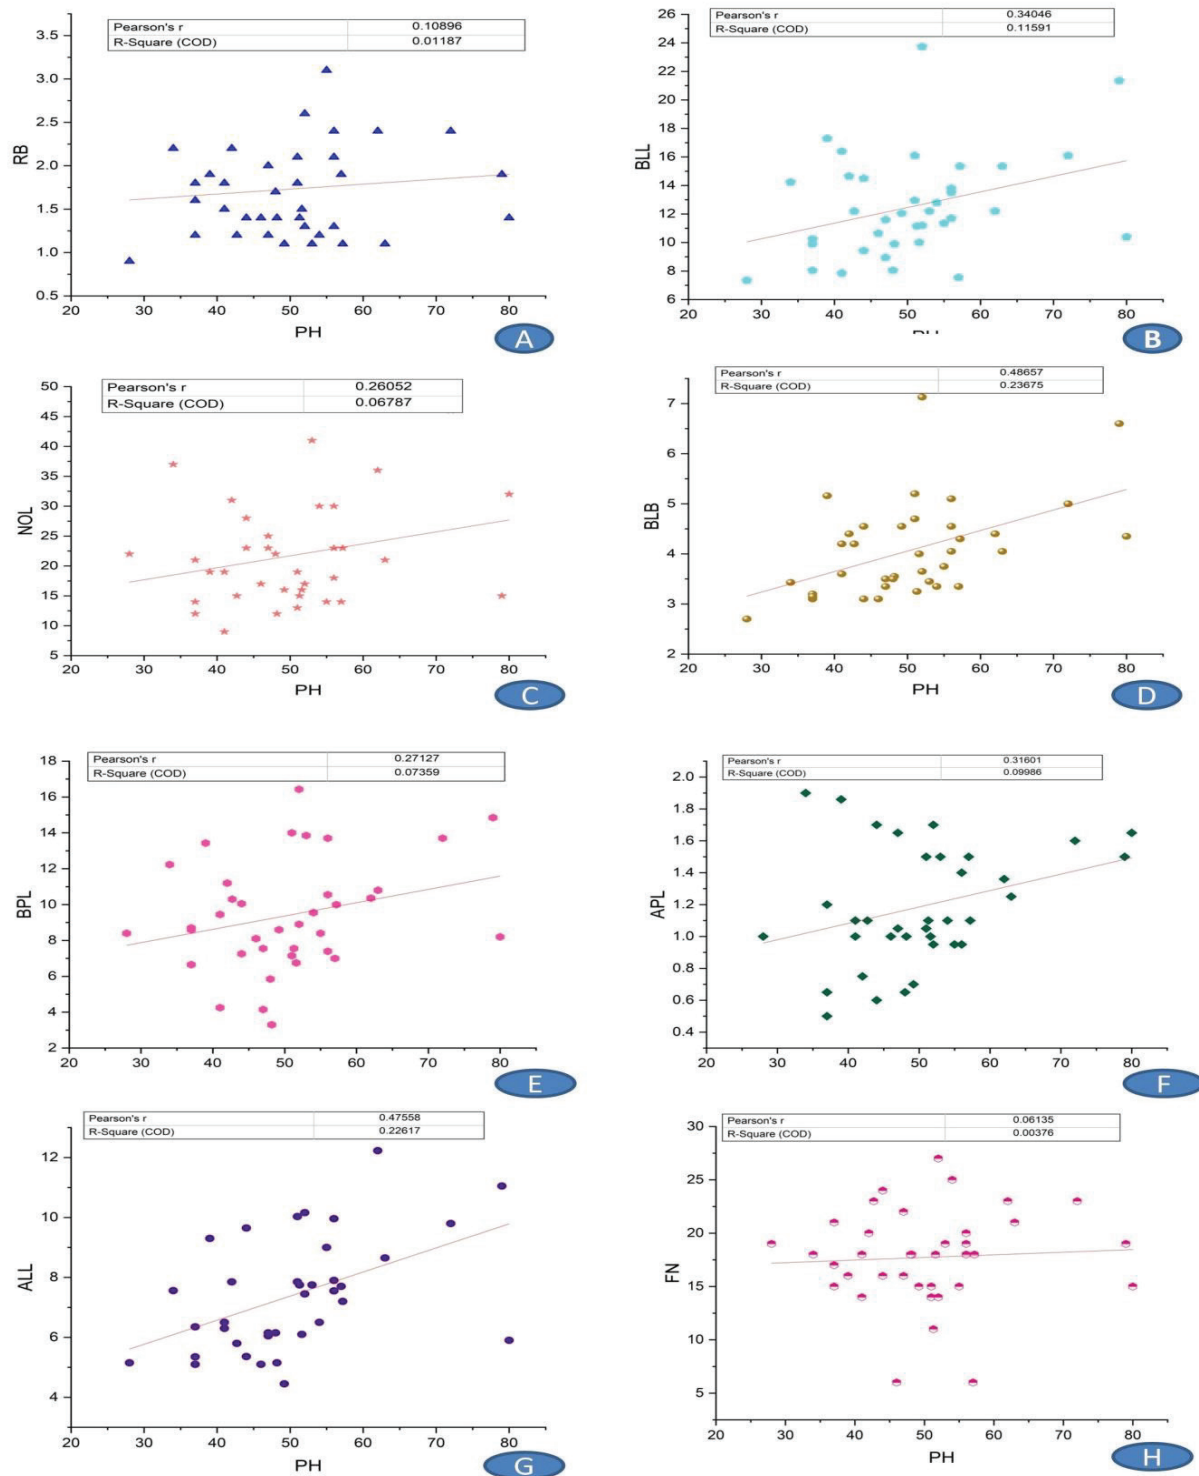 Pearson's r 0.10896
R-Square (COD) 0.01187
3.5
3.0
2.5
2.0
1.5
1.0
0.5
RB
20 30 40 50 60 70 80
PH
A
Pearson's r 0.34046
R-Square (COD) 0.11591
26
24
22
20
18
16
14
12
10
8
6
BLL
20 30 40 50 60 70 80
PH
B
Pearson's r 0.26052
R-Square (COD) 0.06787
50
45
40
35
30
25
20
15
10
5
NOL
20 30 40 50 60 70 80
PH
C
Pearson's r 0.48657
R-Square (COD) 0.23675
7
6
5
4
3
2
BLB
20 30 40 50 60 70 80
PH
D
Pearson's r 0.27127
R-Square (COD) 0.07359
18
16
14
12
10
8
6
4
2
BPL
20 30 40 50 60 70 80
E
Pearson's r 0.31601
R-Square (COD) 0.09986
2.0
1.8
1.6
1.4
1.2
1.0
0.8
0.6
0.4
APL
20 30 40 50 60 70 80
F
Pearson's r 0.47558
R-Square (COD) 0.22617
12
10
8
6
4
ALL
20 30 40 50 60 70 80
PH
G
Pearson's r 0.06135
R-Square (COD) 0.00376
30
25
20
15
10
5
FN
20 30 40 50 60 70 80
PH
H